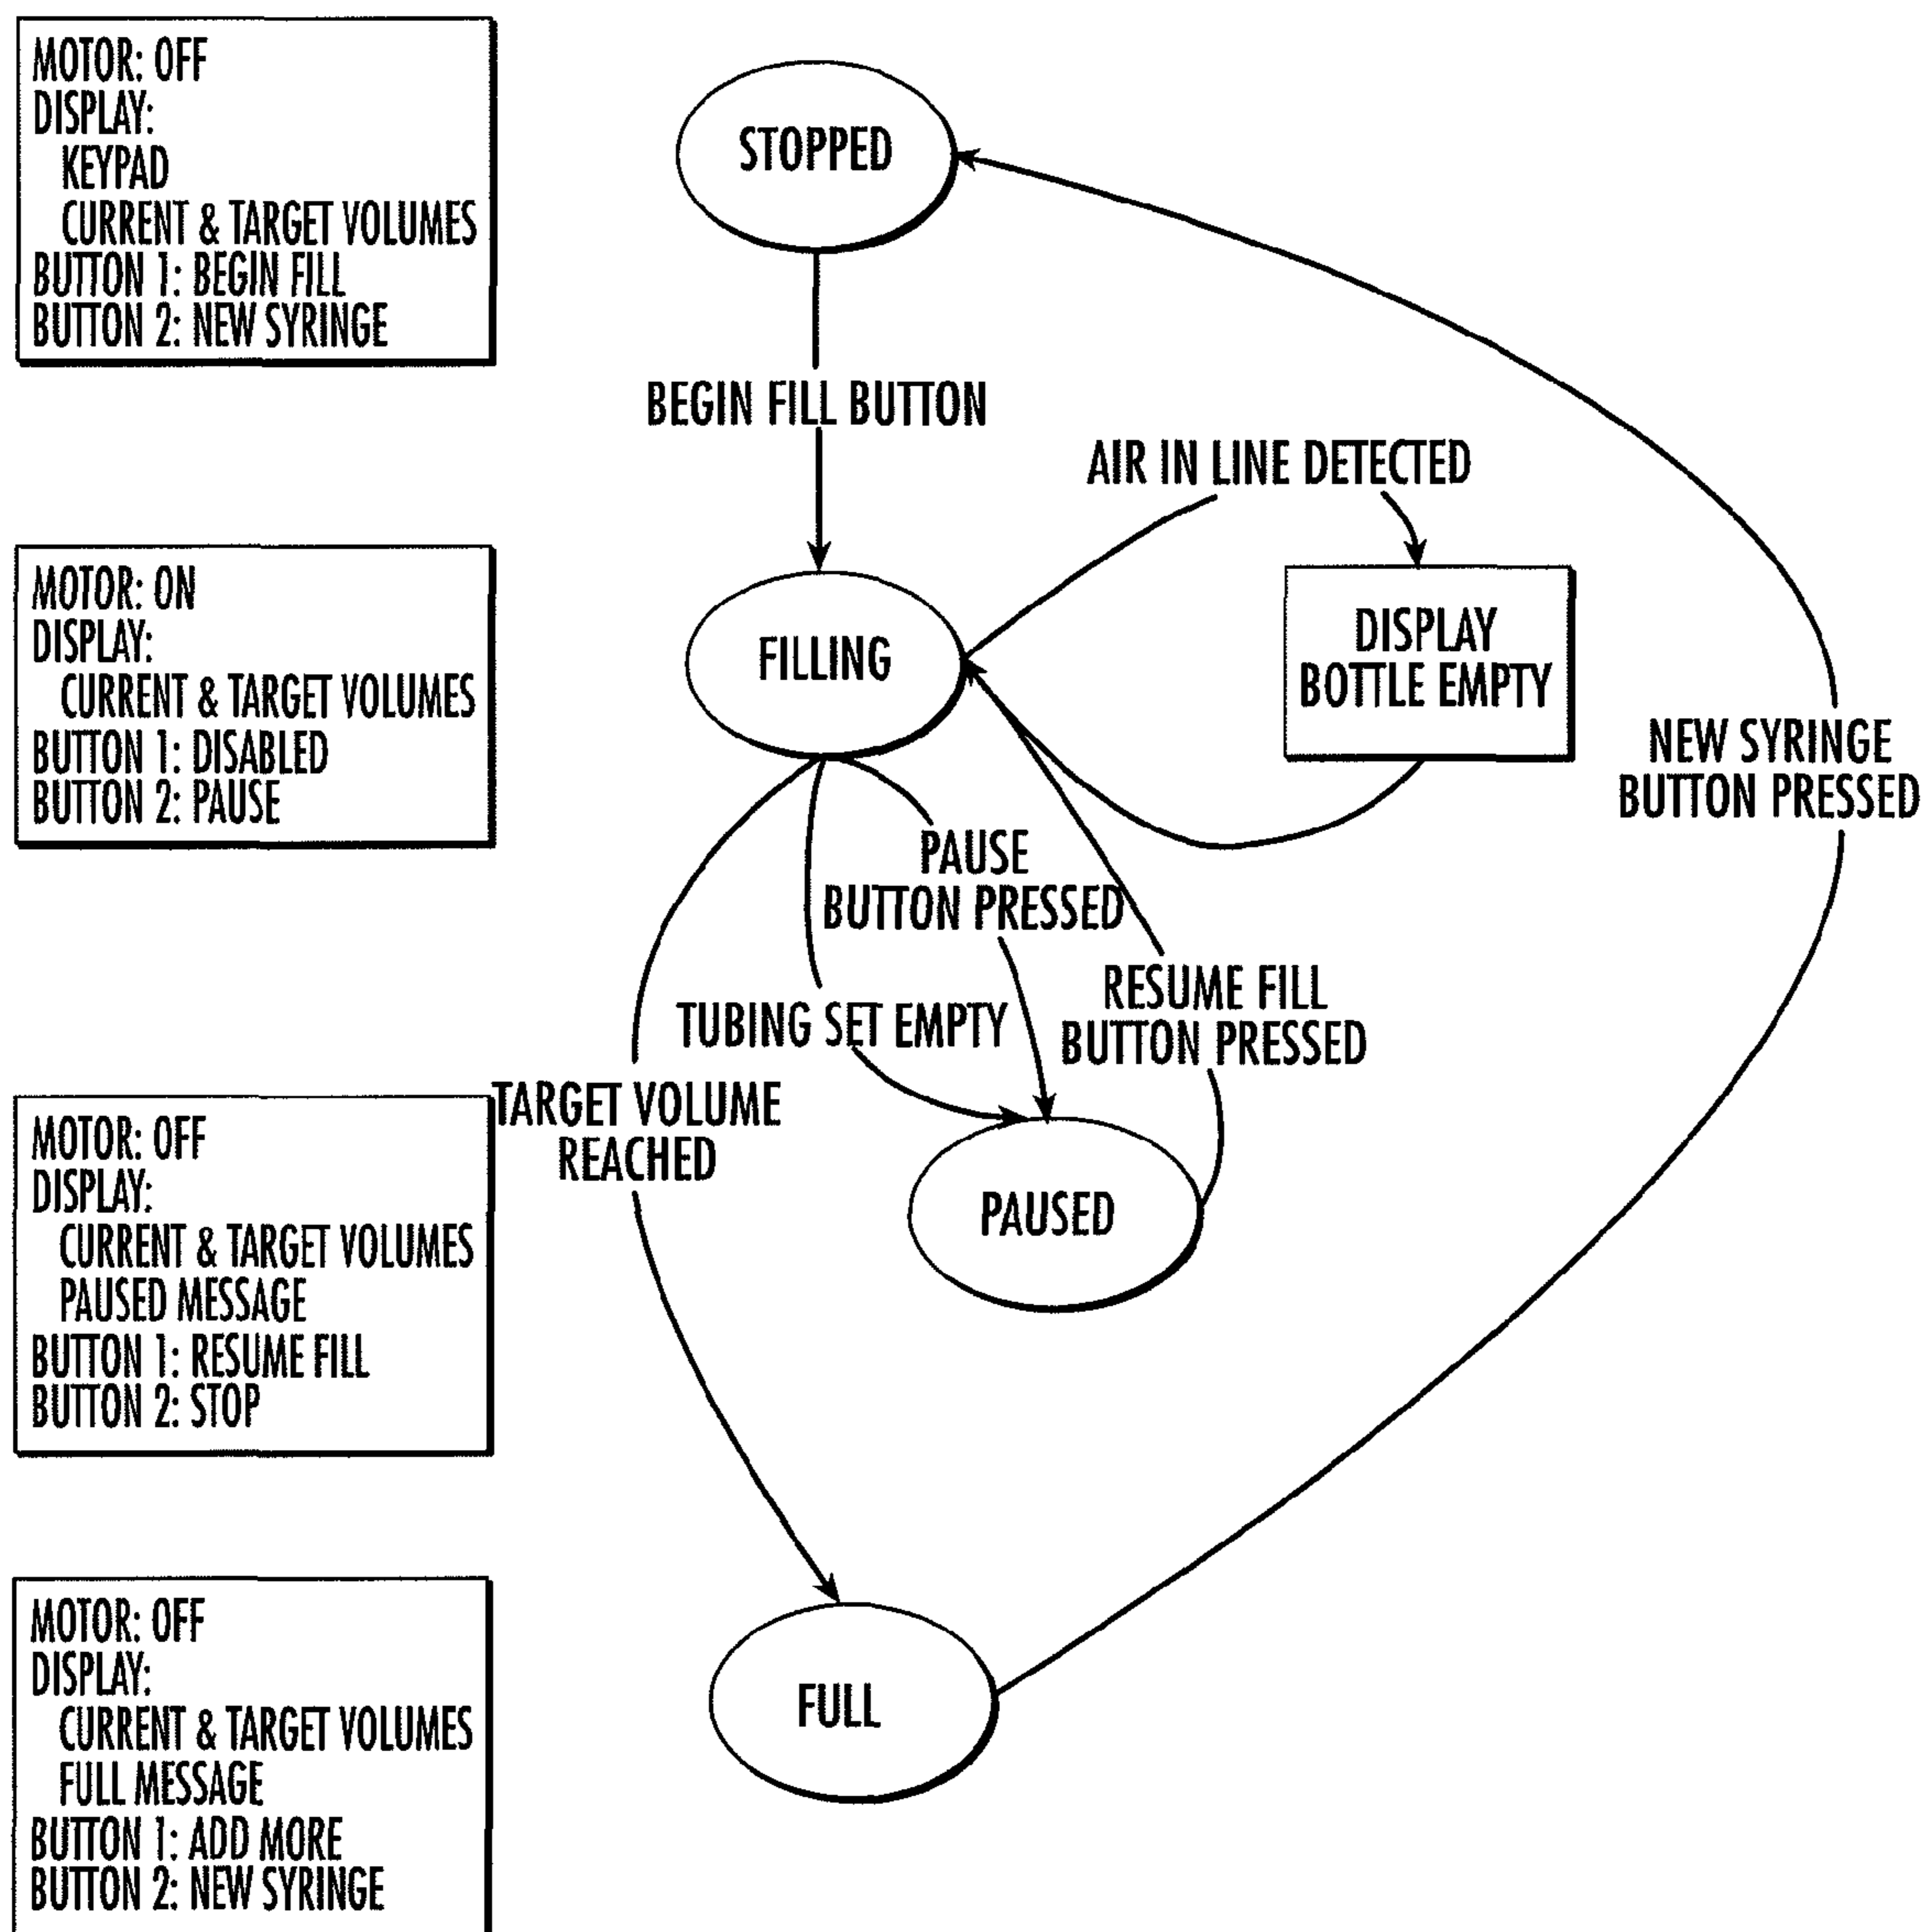 MOTOR: OFF
DISPLAY:
KEYPAD
CURRENT & TARGET VOLUMES
BUTTON 1: BEGIN FILL
BUTTON 2: NEW SYRINGE
STOPPED
BEGIN FILL BUTTON
AIR IN LINE DETECTED
MOTOR: ON
DISPLAY:
CURRENT & TARGET VOLUMES
BUTTON 1: DISABLED
BUTTON 2: PAUSE
FILLING
DISPLAY
BOTTLE EMPTY
NEW SYRINGE
BUTTON PRESSED
PAUSE
BUTTON PRESSED
RESUME FILL
BUTTON PRESSED
TUBING SET EMPTY
TARGET VOLUME
REACHED
MOTOR: OFF
DISPLAY:
CURRENT & TARGET VOLUMES
PAUSED MESSAGE
BUTTON 1: RESUME FILL
BUTTON 2: STOP
PAUSED
MOTOR: OFF
DISPLAY:
CURRENT & TARGET VOLUMES
FULL MESSAGE
BUTTON 1: ADD MORE
BUTTON 2: NEW SYRINGE
FULL